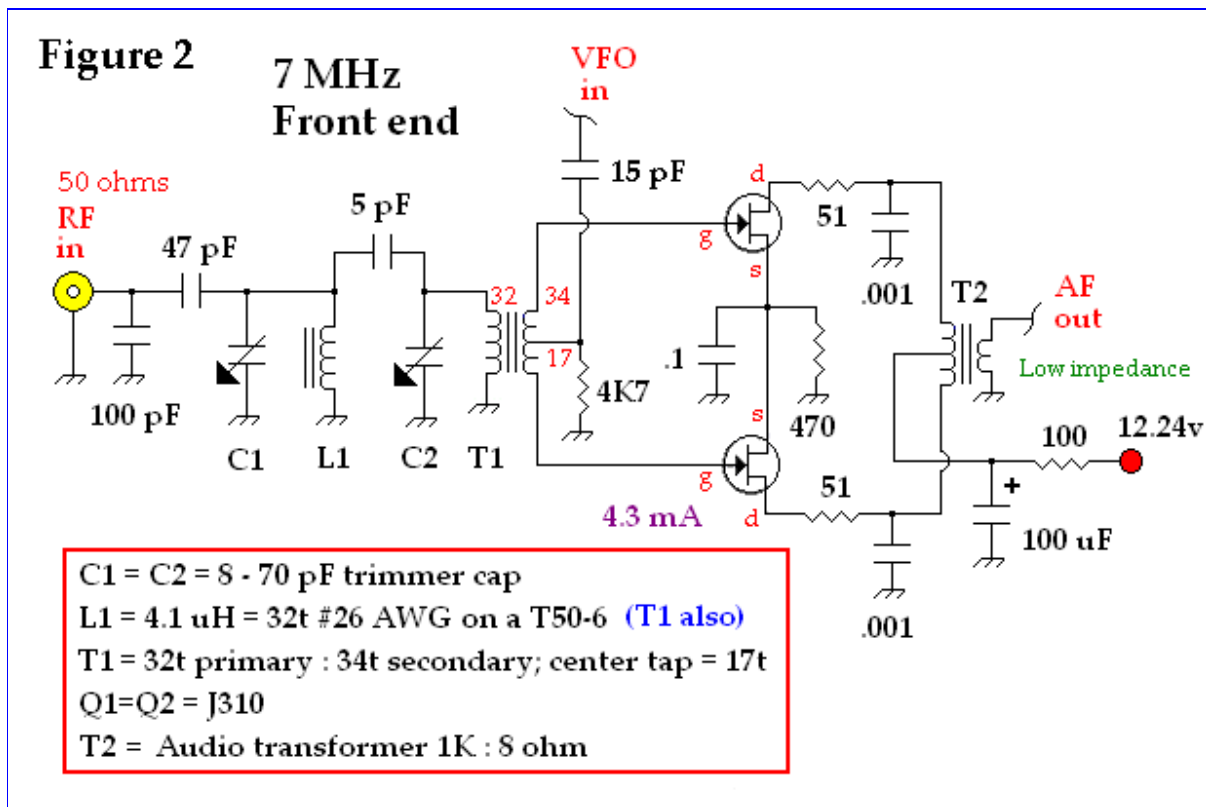 Figure 2
7 MHz
Front end
VFO
in
50 ohms
RF
in
47 pF
5 pF
15 pF
100 pF
C1
L1
C2
T1
32
34
17
4K7
g
d
s
.1
470
s
g
d
4.3 mA
51
.001
51
.001
T2
AF
out
Low impedance
100
12.24v
+
100 uF
C1 = C2 = 8 - 70 pF trimmer cap
L1 = 4.1 uH = 32t #26 AWG on a T50-6 (T1 also)
T1 = 32t primary : 34t secondary; center tap = 17t
Q1=Q2 = J310
T2 = Audio transformer 1K : 8 ohm